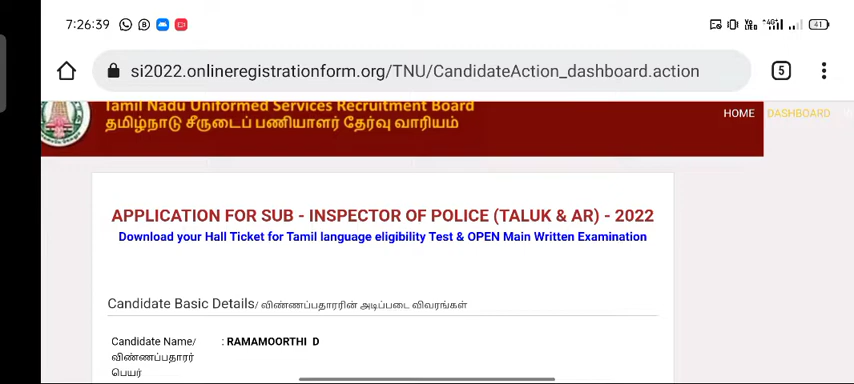 7:26:39
41
si2022.onlineregistrationform.org/TNU/CandidateAction_dashboard.action
5
Tamil Nadu Uniformed Services Recruitment Board
தமிழ்நாடு சீருடைப் பணியாளர் தேர்வு வாரியம்
HOME DASHBOARD
APPLICATION FOR SUB - INSPECTOR OF POLICE (TALUK & AR) - 2022
Download your Hall Ticket for Tamil language eligibility Test & OPEN Main Written Examination
Candidate Basic Details/ விண்ணப்பதாரரின் அடிப்படை விவரங்கள்
Candidate Name/ : RAMAMOORTHI D
விண்ணப்பதாரர்
பெயர்